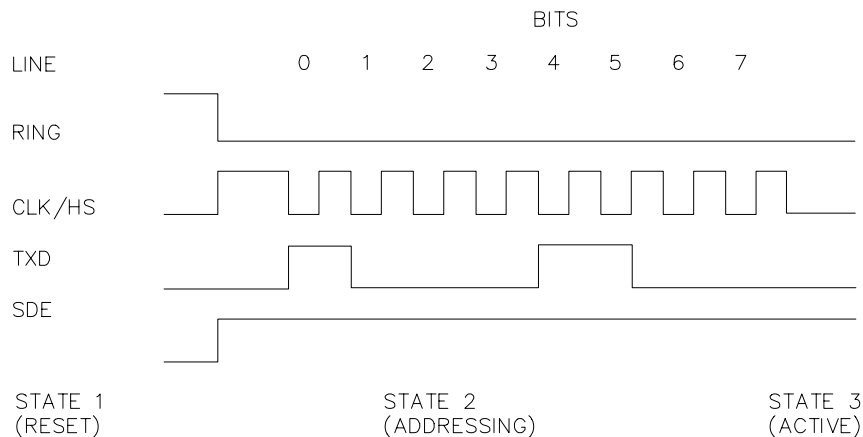 BITS
LINE 0 1 2 3 4 5 6 7
RING
CLK/HS
TXD
SDE
STATE 1 STATE 2 STATE 3
(RESET) (ADDRESSING) (ACTIVE)